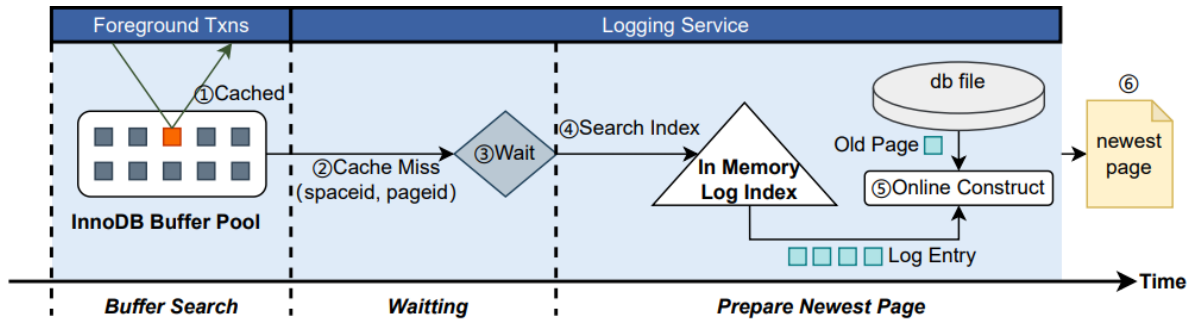 Foreground Txns
Logging Service
①Cached
InnoDB Buffer Pool
②Cache Miss
(spaceid, pageid)
③Wait
④Search Index
In Memory
Log Index
db file
Old Page
⑤Online Construct
Log Entry
⑥
newest
page
Time
Buffer Search
Waitting
Prepare Newest Page